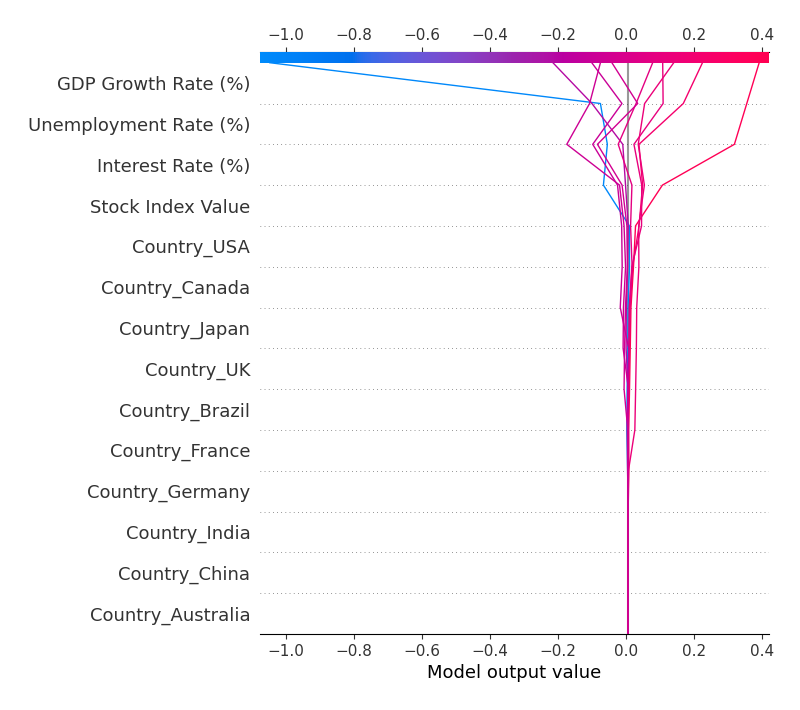 −1.0 −0.8 −0.6 −0.4 −0.2 0.0 0.2 0.4
GDP Growth Rate (%)
Unemployment Rate (%)
Interest Rate (%)
Stock Index Value
Country_USA
Country_Canada
Country_Japan
Country_UK
Country_Brazil
Country_France
Country_Germany
Country_India
Country_China
Country_Australia
−1.0 −0.8 −0.6 −0.4 −0.2 0.0 0.2 0.4
Model output value